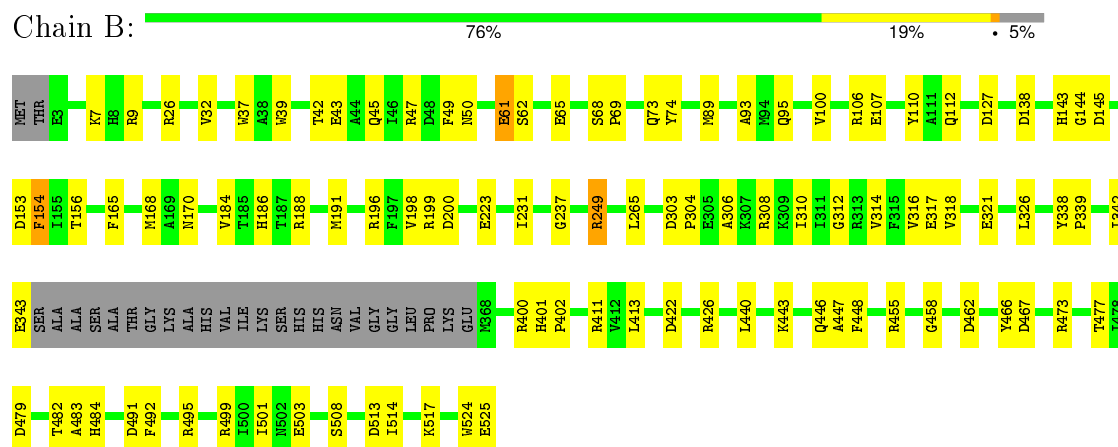 Chain B:
76% 19% • 5%
MET THR E3 K7 H8 R9 R26 V32 W37 A38 W39 T42 E43 A44 Q45 I46 R47 D48 F49 N50 E61 S62 E65 S68 P69 Q73 Y74 M89 A93 M94 Q95 V100 R106 E107 Y110 A111 Q112 D127 D138 H143 G144 D145
D153 F154 I155 T156 F165 M168 A169 N170 V184 T185 H186 T187 R188 M191 R196 F197 V198 R199 D200 E223 I231 G237 R249 L265 D303 P304 E305 A306 K307 R308 K309 I310 I311 G312 R313 V314 F315 V316 E317 V318 E321 L326 Y338 P339
E343 SER ALA ALA SER ALA THR GLY LYS ALA HIS VAL ILE LYS SER HIS HIS ASN VAL GLY GLY LEU PRO LYS GLU M368 R400 H401 P402 R411 V412 L413 D422 R426 L440 K443 Q446 A447 F448 R455 G458 D462 Y466 D467 R473 T477
D479 T482 A483 H484 D491 F492 R495 R499 I500 I501 N502 E503 S508 D513 I514 K517 W524 E525